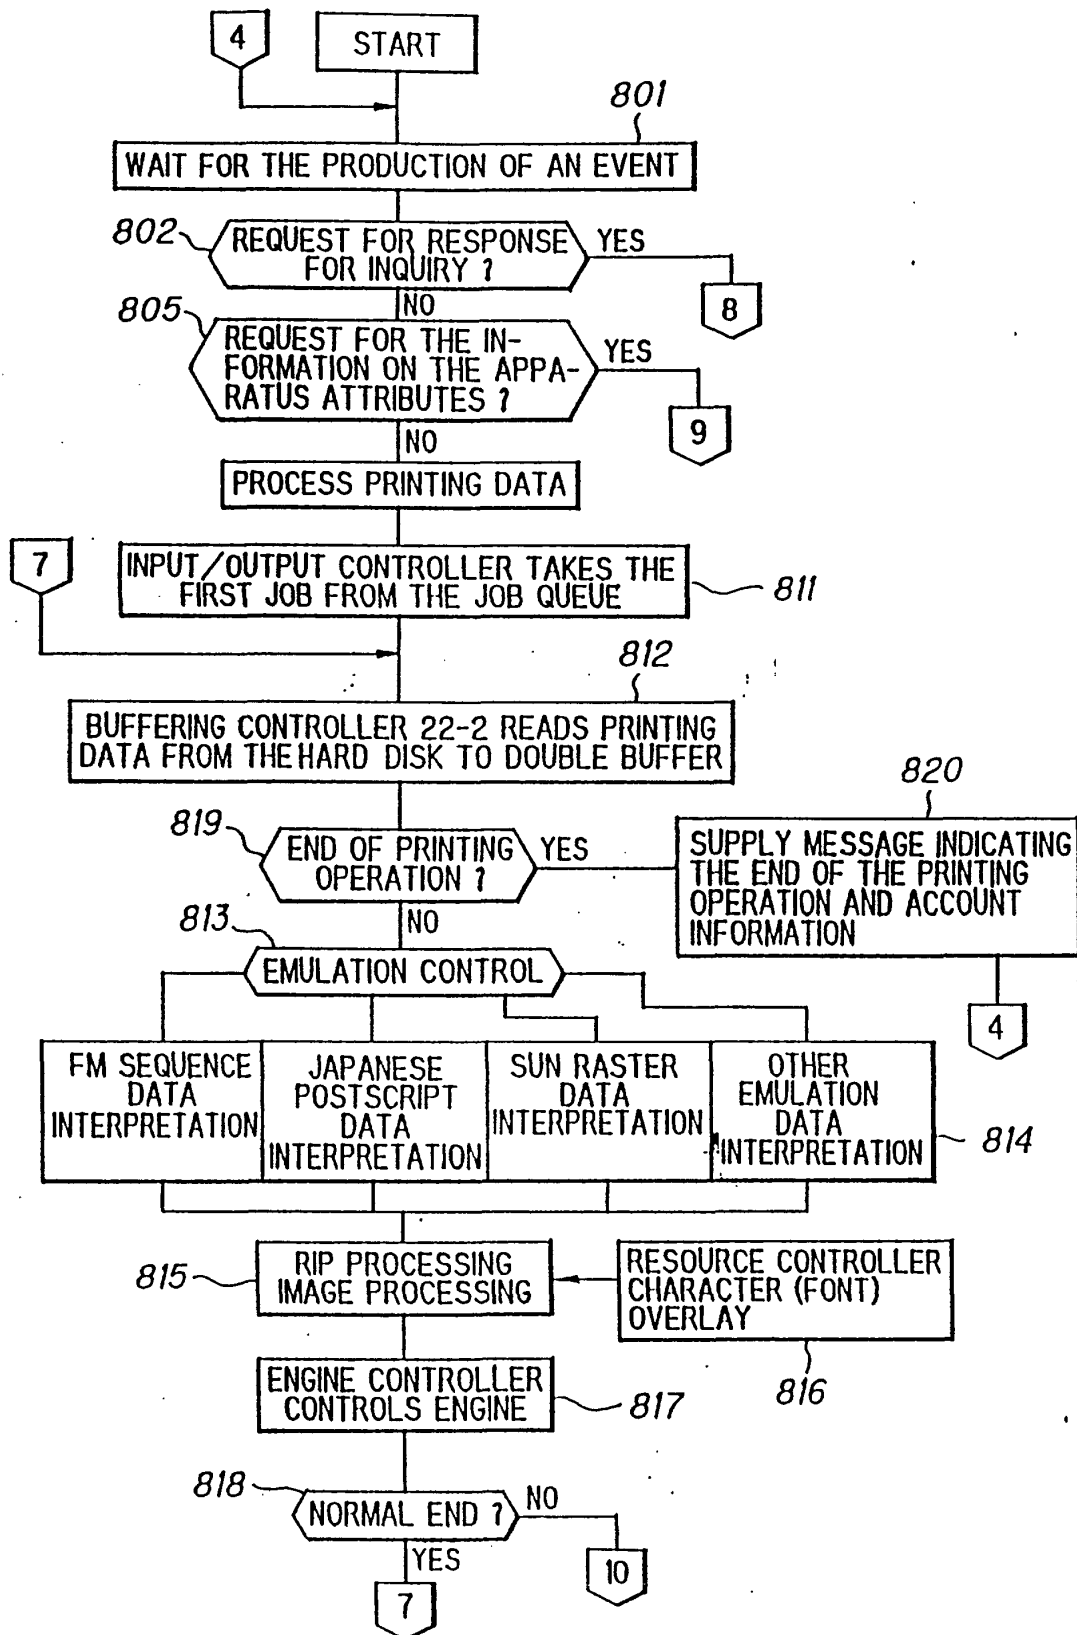 4
START
801
WAIT FOR THE PRODUCTION OF AN EVENT
802
REQUEST FOR RESPONSE
FOR INQUIRY ?
YES
8
NO
805
REQUEST FOR THE IN-
FORMATION ON THE APPA-
RATUS ATTRIBUTES ?
YES
9
NO
PROCESS PRINTING DATA
7
INPUT/OUTPUT CONTROLLER TAKES THE
FIRST JOB FROM THE JOB QUEUE
811
812
BUFFERING CONTROLLER 22-2 READS PRINTING
DATA FROM THE HARD DISK TO DOUBLE BUFFER
819
END OF PRINTING
OPERATION ?
YES
820
SUPPLY MESSAGE INDICATING
THE END OF THE PRINTING
OPERATION AND ACCOUNT
INFORMATION
4
NO
813
EMULATION CONTROL
FM SEQUENCE
DATA
INTERPRETATION
JAPANESE
POSTSCRIPT
DATA
INTERPRETATION
SUN RASTER
DATA
INTERPRETATION
OTHER
EMULATION
DATA
INTERPRETATION
814
815
RIP PROCESSING
IMAGE PROCESSING
RESOURCE CONTROLLER
CHARACTER (FONT)
OVERLAY
816
ENGINE CONTROLLER
CONTROLS ENGINE
817
818
NORMAL END ?
NO
10
YES
7